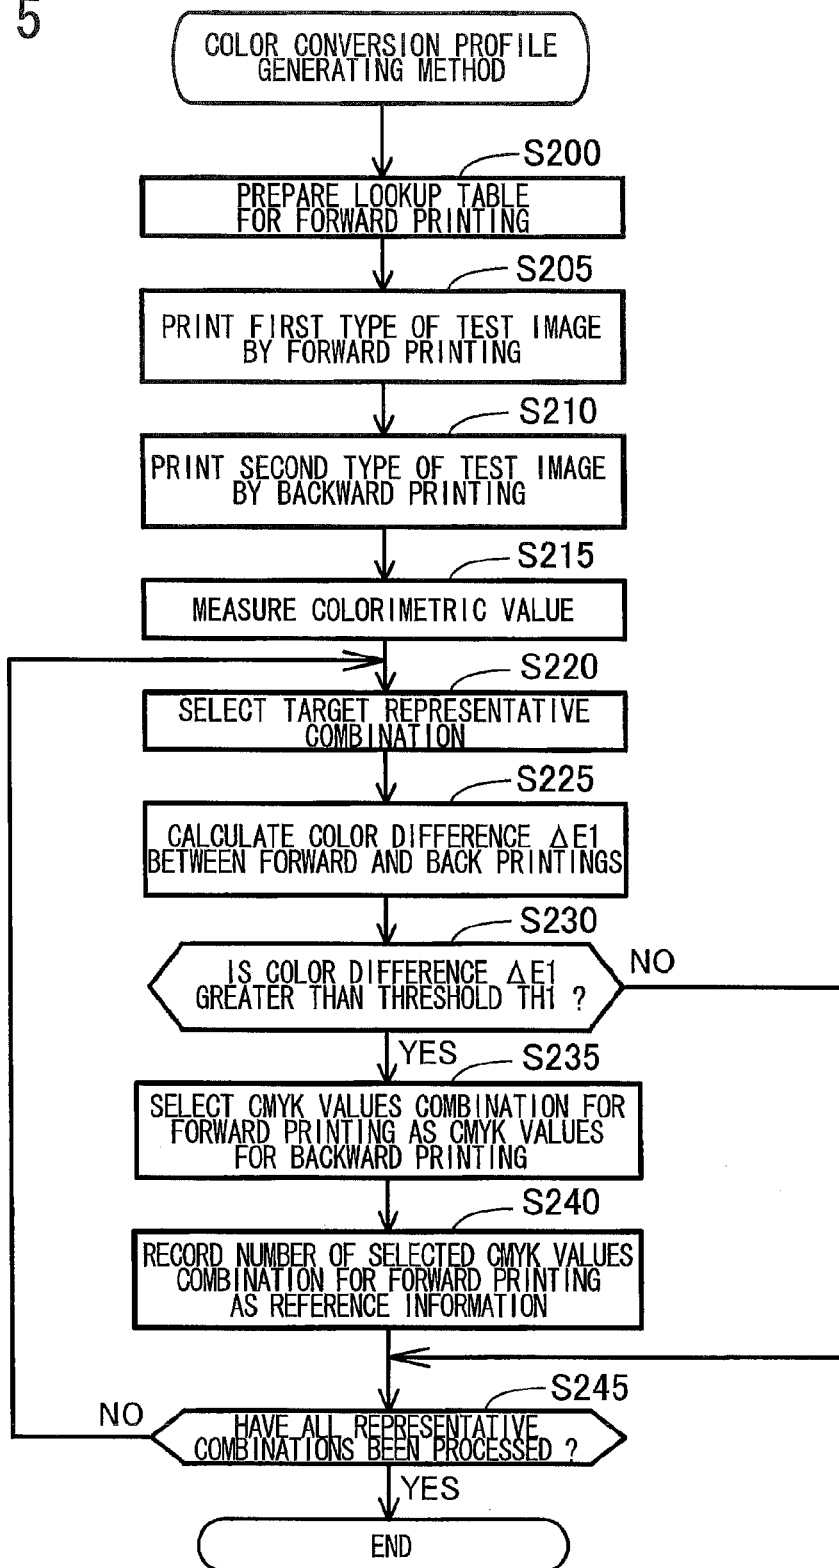 5
COLOR CONVERSION PROFILE
GENERATING METHOD
S200
PREPARE LOOKUP TABLE
FOR FORWARD PRINTING
S205
PRINT FIRST TYPE OF TEST IMAGE
BY FORWARD PRINTING
S210
PRINT SECOND TYPE OF TEST IMAGE
BY BACKWARD PRINTING
S215
MEASURE COLORIMETRIC VALUE
S220
SELECT TARGET REPRESENTATIVE
COMBINATION
S225
CALCULATE COLOR DIFFERENCE ΔE1
BETWEEN FORWARD AND BACK PRINTINGS
S230
IS COLOR DIFFERENCE ΔE1
GREATER THAN THRESHOLD TH1 ?
NO
YES
S235
SELECT CMYK VALUES COMBINATION FOR
FORWARD PRINTING AS CMYK VALUES
FOR BACKWARD PRINTING
S240
RECORD NUMBER OF SELECTED CMYK VALUES
COMBINATION FOR FORWARD PRINTING
AS REFERENCE INFORMATION
S245
NO
HAVE ALL REPRESENTATIVE
COMBINATIONS BEEN PROCESSED ?
YES
END